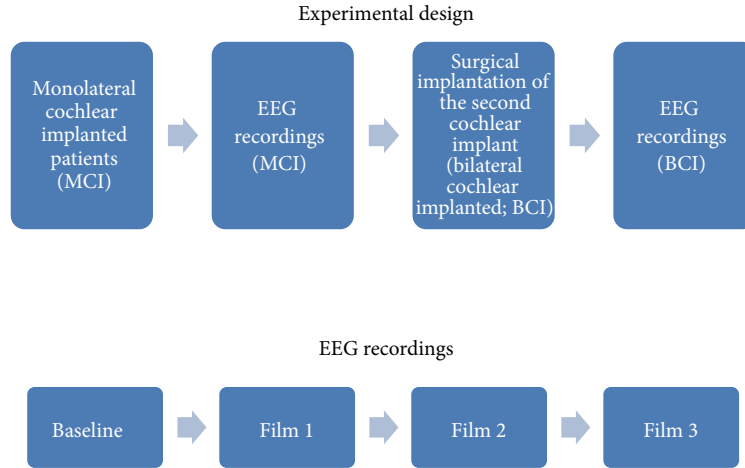 Experimental design
Monolateral
cochlear
implanted
patients
(MCI)
EEG
recordings
(MCI)
Surgical
implantation of
the second
cochlear
implant
(bilateral
cochlear
implanted; BCI)
EEG
recordings
(BCI)
EEG recordings
Baseline
Film 1
Film 2
Film 3